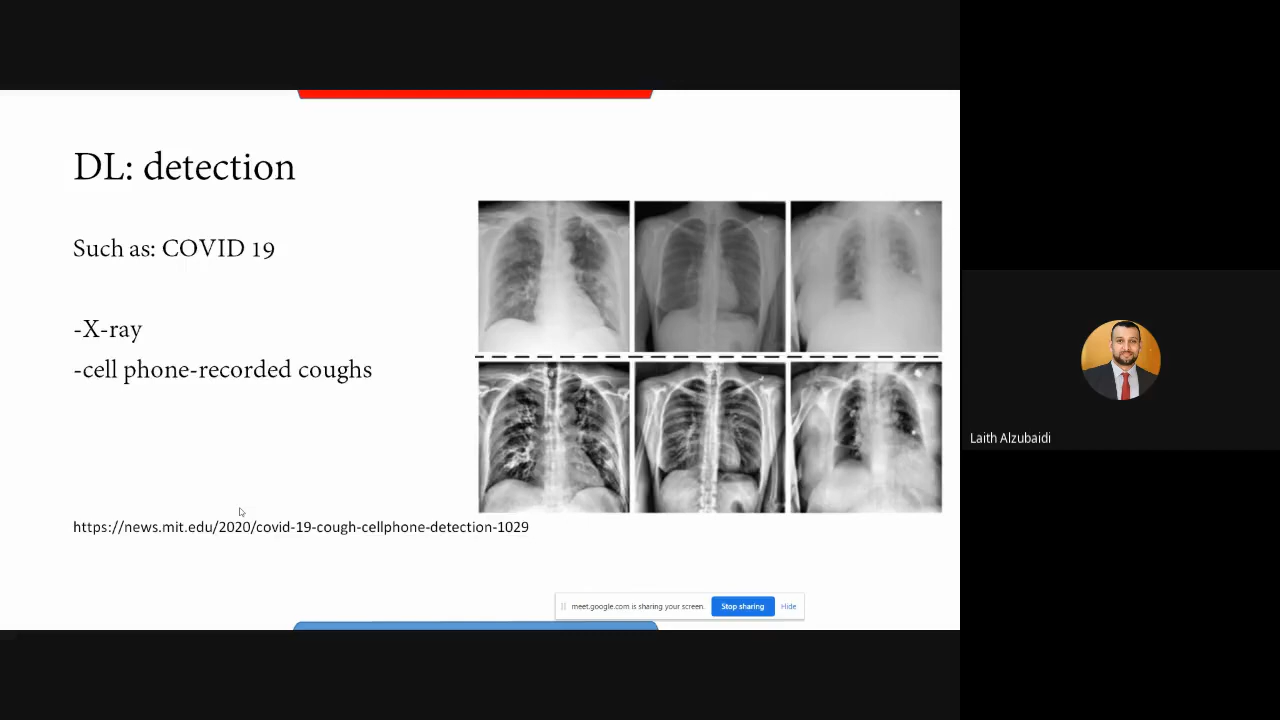 DL: detection
Such as: COVID 19
-X-ray
-cell phone-recorded coughs
https://news.mit.edu/2020/covid-19-cough-cellphone-detection-1029
meet.google.com is sharing your screen.
Stop sharing
Hide
Laith Alzubaidi